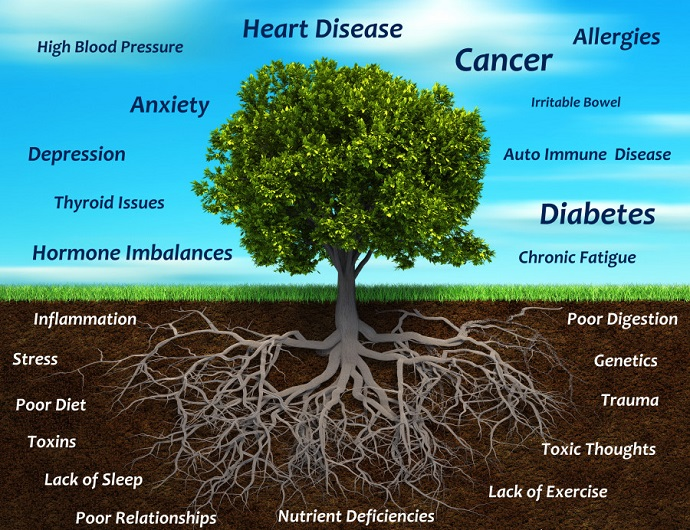 Heart Disease
High Blood Pressure
Allergies
Cancer
Anxiety
Irritable Bowel
Depression
Auto Immune Disease
Thyroid Issues
Diabetes
Hormone Imbalances
Chronic Fatigue
Inflammation
Poor Digestion
Stress
Genetics
Poor Diet
Trauma
Toxins
Toxic Thoughts
Lack of Sleep
Lack of Exercise
Poor Relationships
Nutrient Deficiencies